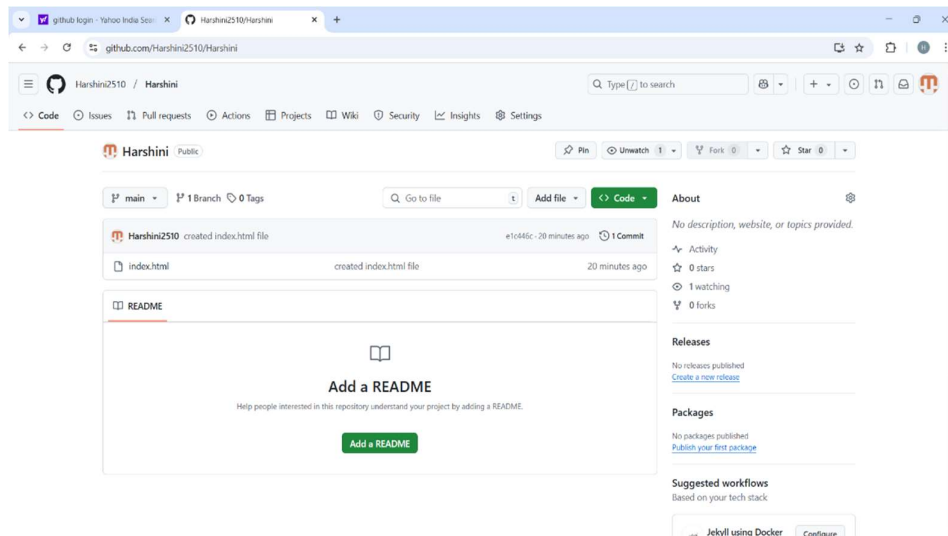 github login - Yahoo India Sear
Harshini2510/Harshini
github.com/Harshini2510/Harshini
H
Harshini2510 / Harshini
Type / to search
Code Issues Pull requests Actions Projects Wiki Security Insights Settings
Harshini Public
Pin Unwatch 1 Fork 0 Star 0
main 1 Branch 0 Tags
Go to file t
Add file Code
Harshini2510 created index.html file
e1c446c · 20 minutes ago 1 Commit
index.html created index.html file 20 minutes ago
README
Add a README
Help people interested in this repository understand your project by adding a README.
Add a README
About
No description, website, or topics provided.
Activity
0 stars
1 watching
0 forks
Releases
No releases published
Create a new release
Packages
No packages published
Publish your first package
Suggested workflows
Based on your tech stack
Jekyll using Docker
Configure